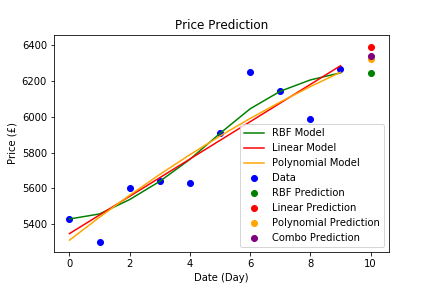 Price Prediction
Price (£)
6400
6200
6000
5800
5600
5400
0 2 4 6 8 10
Date (Day)
RBF Model
Linear Model
Polynomial Model
Data
RBF Prediction
Linear Prediction
Polynomial Prediction
Combo Prediction